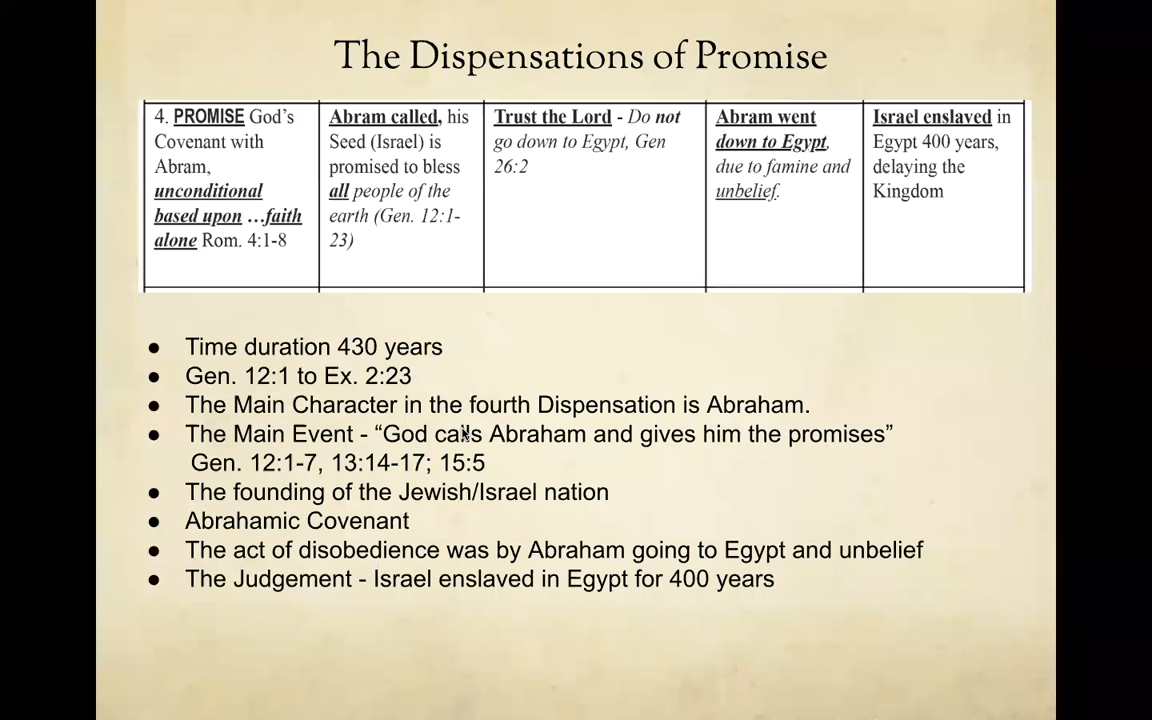 The Dispensations of Promise
4. PROMISE God's
Covenant with
Abram,
unconditional
based upon ...faith
alone Rom. 4:1-8
Abram called, his
Seed (Israel) is
promised to bless
all people of the
earth (Gen. 12:1-
23)
Trust the Lord - Do not
go down to Egypt, Gen
26:2
Abram went
down to Egypt,
due to famine and
unbelief.
Israel enslaved in
Egypt 400 years,
delaying the
Kingdom
● Time duration 430 years
● Gen. 12:1 to Ex. 2:23
● The Main Character in the fourth Dispensation is Abraham.
● The Main Event - “God calls Abraham and gives him the promises”
Gen. 12:1-7, 13:14-17; 15:5
● The founding of the Jewish/Israel nation
● Abrahamic Covenant
● The act of disobedience was by Abraham going to Egypt and unbelief
● The Judgement - Israel enslaved in Egypt for 400 years